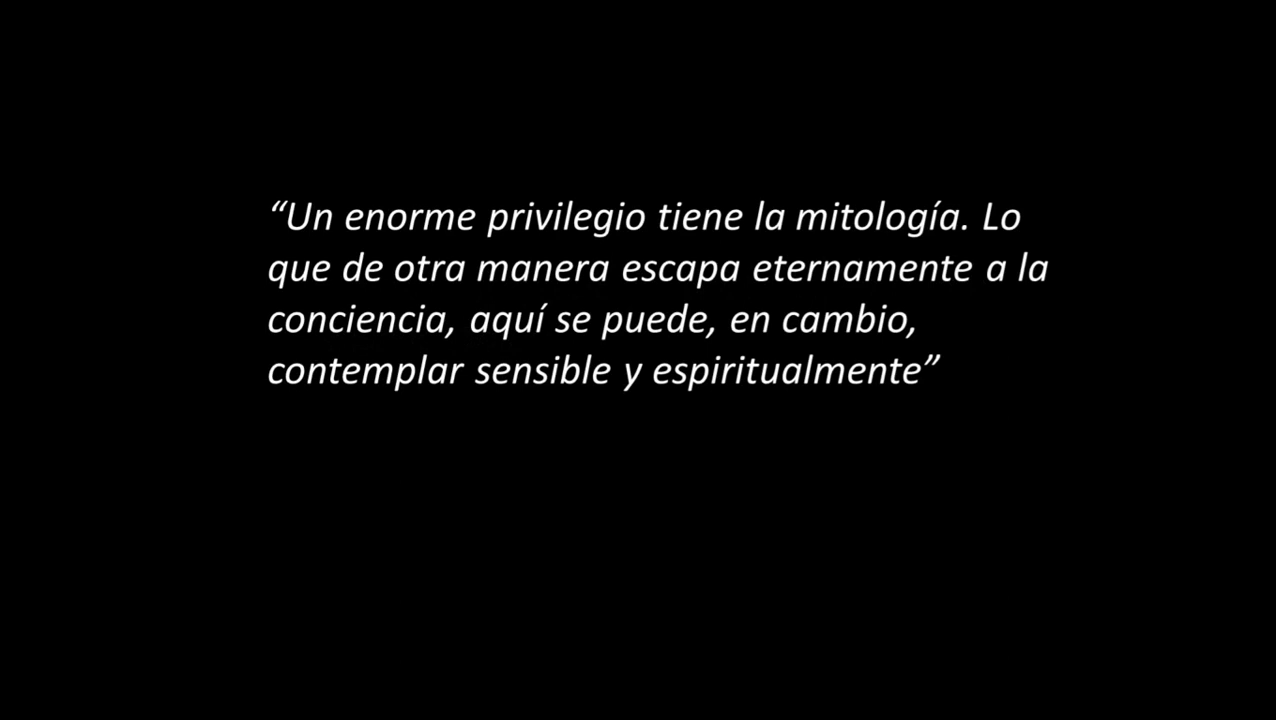 “Un enorme privilegio tiene la mitología. Lo
que de otra manera escapa eternamente a la
conciencia, aquí se puede, en cambio,
contemplar sensible y espiritualmente”